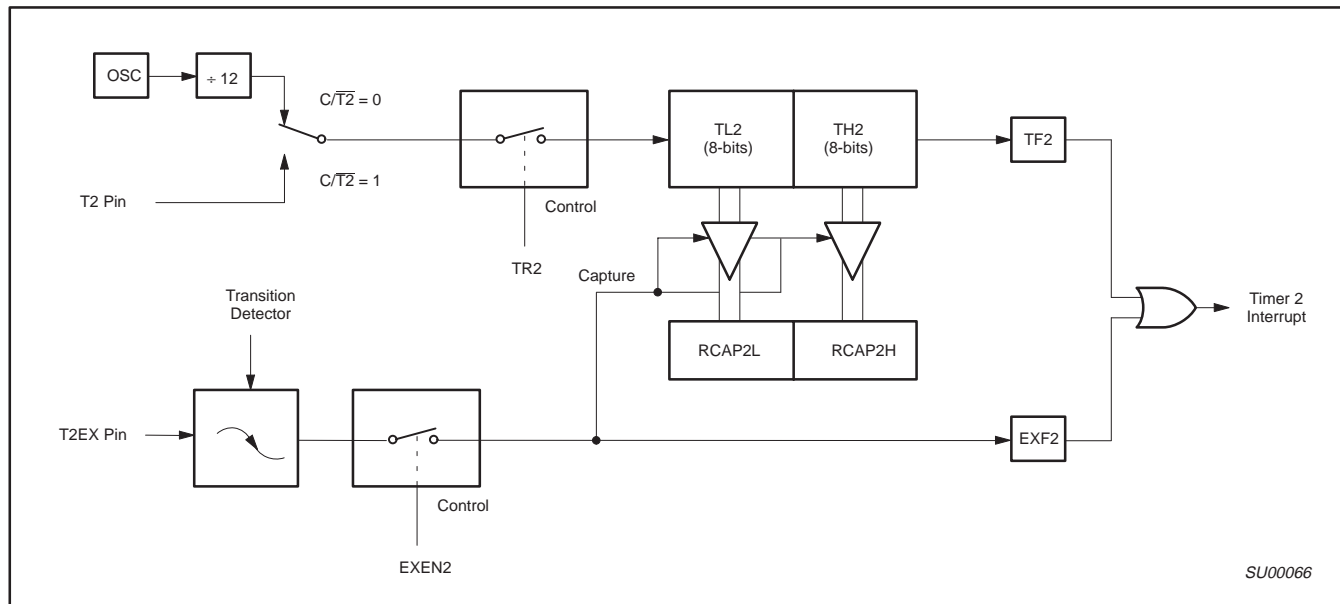 OSC
÷ 12
C/T2 = 0
C/T2 = 1
T2 Pin
Control
TR2
TL2
(8-bits)
TH2
(8-bits)
TF2
Capture
RCAP2L
RCAP2H
Timer 2
Interrupt
Transition
Detector
T2EX Pin
Control
EXEN2
EXF2
SU00066